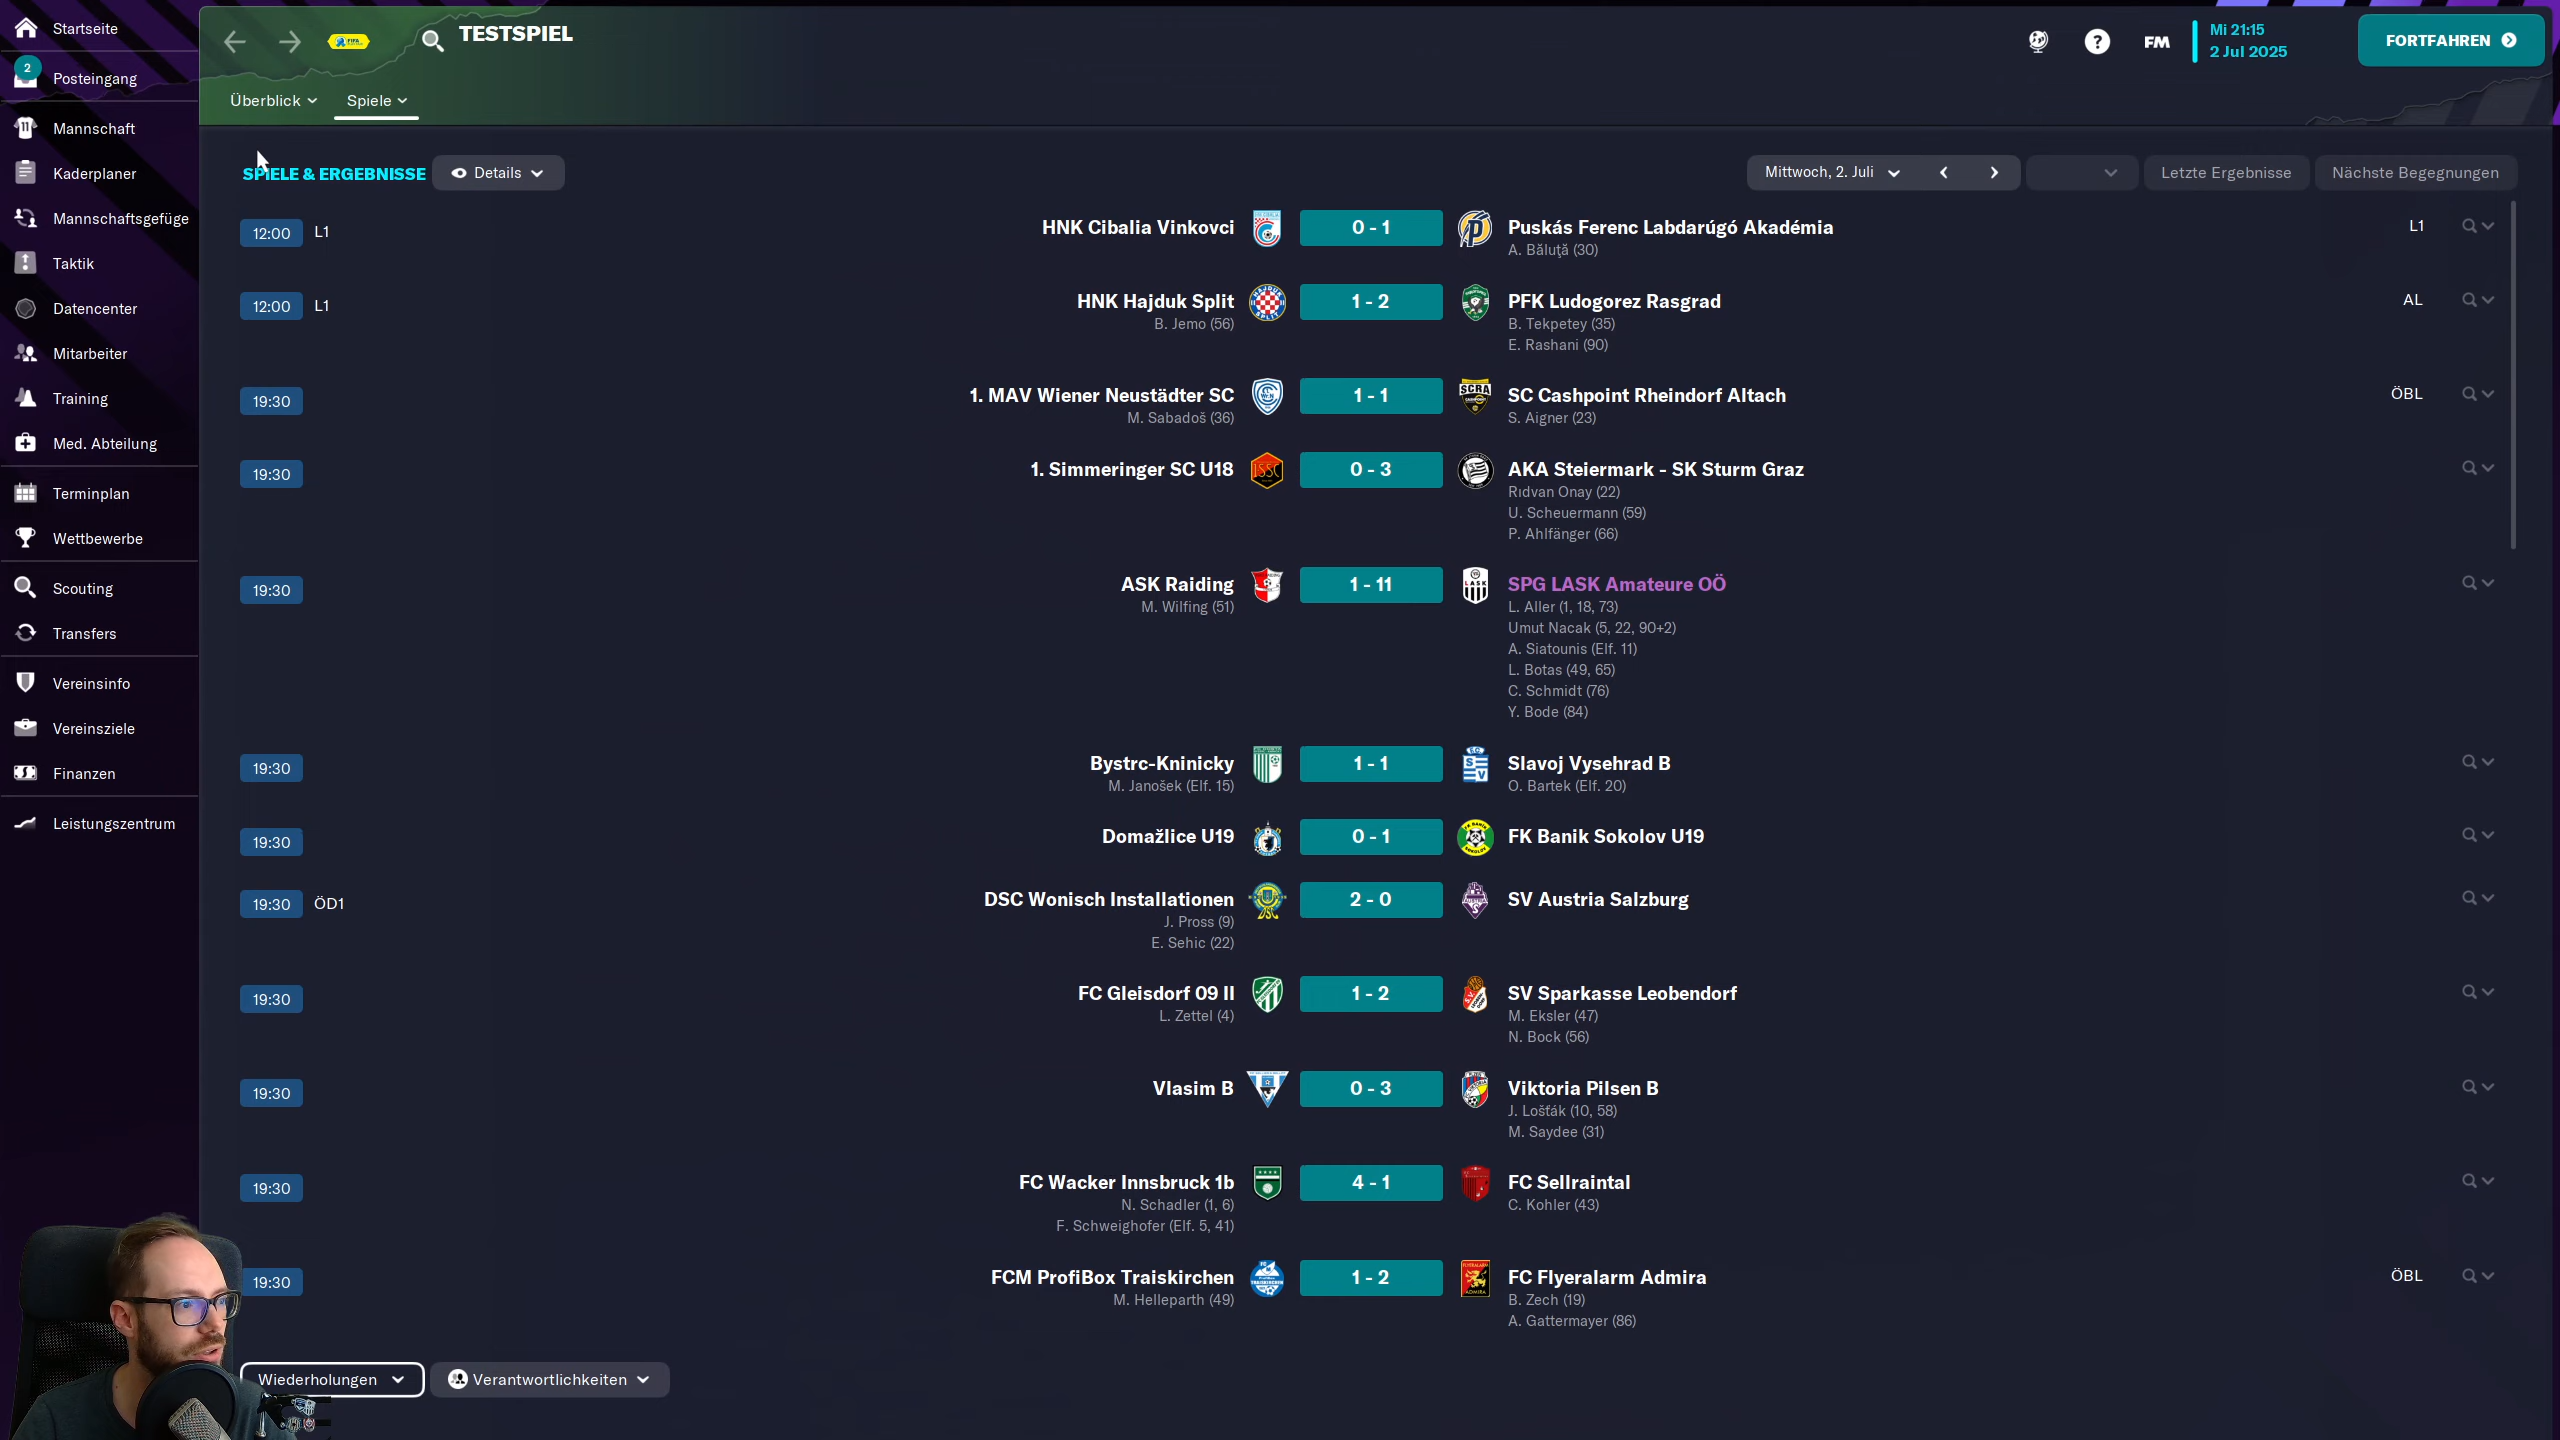 Startseite
2
Posteingang
Mannschaft
Kaderplaner
Mannschaftsgefüge
Taktik
Datencenter
Mitarbeiter
Training
Med. Abteilung
Terminplan
Wettbewerbe
Scouting
Transfers
Vereinsinfo
Vereinsziele
Finanzen
Leistungszentrum
FIFA
TESTSPIEL
?
FM
Mi 21:15
2 Jul 2025
FORTFAHREN
Überblick
Spiele
SPIELE & ERGEBNISSE
Details
Mittwoch, 2. Juli
Letzte Ergebnisse
Nächste Begegnungen
12:00 L1 HNK Cibalia Vinkovci 0 - 1 Puskás Ferenc Labdarúgó Akadémia L1
A. Băluţă (30)
12:00 L1 HNK Hajduk Split 1 - 2 PFK Ludogorez Rasgrad AL
B. Jemo (56) B. Tekpetey (35)
E. Rashani (90)
19:30 1. MAV Wiener Neustädter SC 1 - 1 SC Cashpoint Rheindorf Altach ÖBL
M. Sabadoš (36) S. Aigner (23)
19:30 1. Simmeringer SC U18 0 - 3 AKA Steiermark - SK Sturm Graz
Rıdvan Onay (22)
U. Scheuermann (59)
P. Ahlfänger (66)
19:30 ASK Raiding 1 - 11 SPG LASK Amateure OÖ
M. Wilfing (51) L. Aller (1, 18, 73)
Umut Nacak (5, 22, 90+2)
A. Siatounis (Elf. 11)
L. Botas (49, 65)
C. Schmidt (76)
Y. Bode (84)
19:30 Bystrc-Kninicky 1 - 1 Slavoj Vysehrad B
M. Janošek (Elf. 15) O. Bartek (Elf. 20)
19:30 Domažlice U19 0 - 1 FK Banik Sokolov U19
19:30 ÖD1 DSC Wonisch Installationen 2 - 0 SV Austria Salzburg
J. Pross (9)
E. Sehic (22)
19:30 FC Gleisdorf 09 II 1 - 2 SV Sparkasse Leobendorf
L. Zettel (4) M. Eksler (47)
N. Bock (56)
19:30 Vlasim B 0 - 3 Viktoria Pilsen B
J. Lošťák (10, 58)
M. Saydee (31)
19:30 FC Wacker Innsbruck 1b 4 - 1 FC Sellraintal
N. Schadler (1, 6) C. Kohler (43)
F. Schweighofer (Elf. 5, 41)
19:30 FCM ProfiBox Traiskirchen 1 - 2 FC Flyeralarm Admira ÖBL
M. Helleparth (49) B. Zech (19)
A. Gattermayer (86)
Wiederholungen
Verantwortlichkeiten